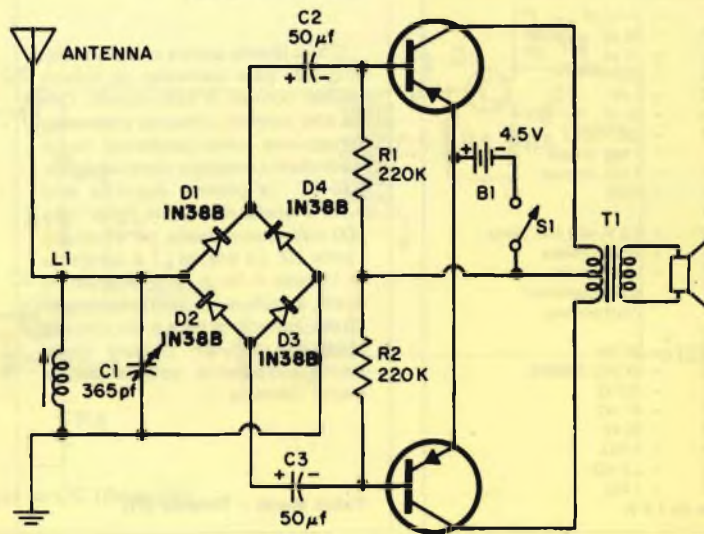 C2
50µf
+ -
ANTENNA
4.5V
+ -
R1
220K
B1
D1
1N38B
D4
1N38B
S1
T1
L1
D2
1N38B
D3
1N38B
C1
365pf
R2
220K
C3
+ -
50µf